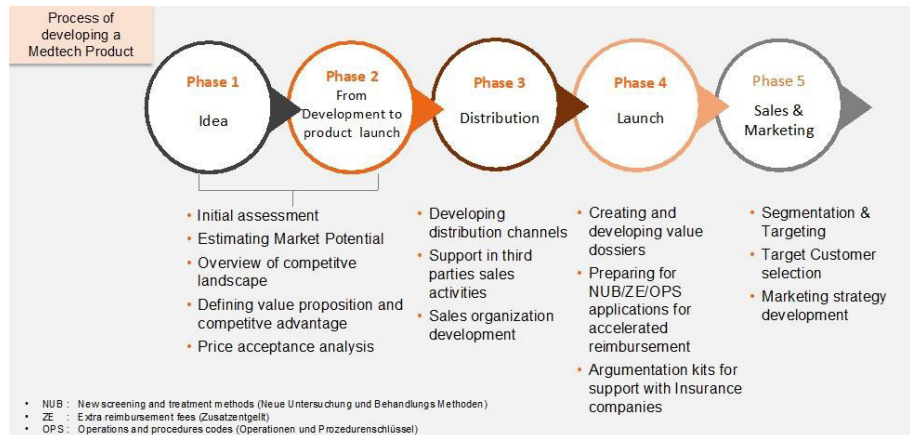 Process of
developing a
Medtech Product
Phase 1
Idea
Phase 2
From
Development to
product launch
Phase 3
Distribution
Phase 4
Launch
Phase 5
Sales &
Marketing
• Initial assessment
• Estimating Market Potential
• Overview of competitve
landscape
• Defining value proposition and
competitve advantage
• Price acceptance analysis
• Developing
distribution channels
• Support in third
parties sales
activities
• Sales organization
development
• Creating and
developing value
dossiers
• Preparing for
NUB/ZE/OPS
applications for
accelerated
reimbursement
• Argumentation kits for
support with Insurance
companies
• Segmentation &
Targeting
• Target Customer
selection
• Marketing strategy
development
• NUB : New screening and treatment methods (Neue Untersuchung und Behandlungs Methoden)
• ZE : Extra reimbursement fees (Zusatzentgellt)
• OPS : Operations and procedures codes (Operationen und Prozedurenschlüssel)